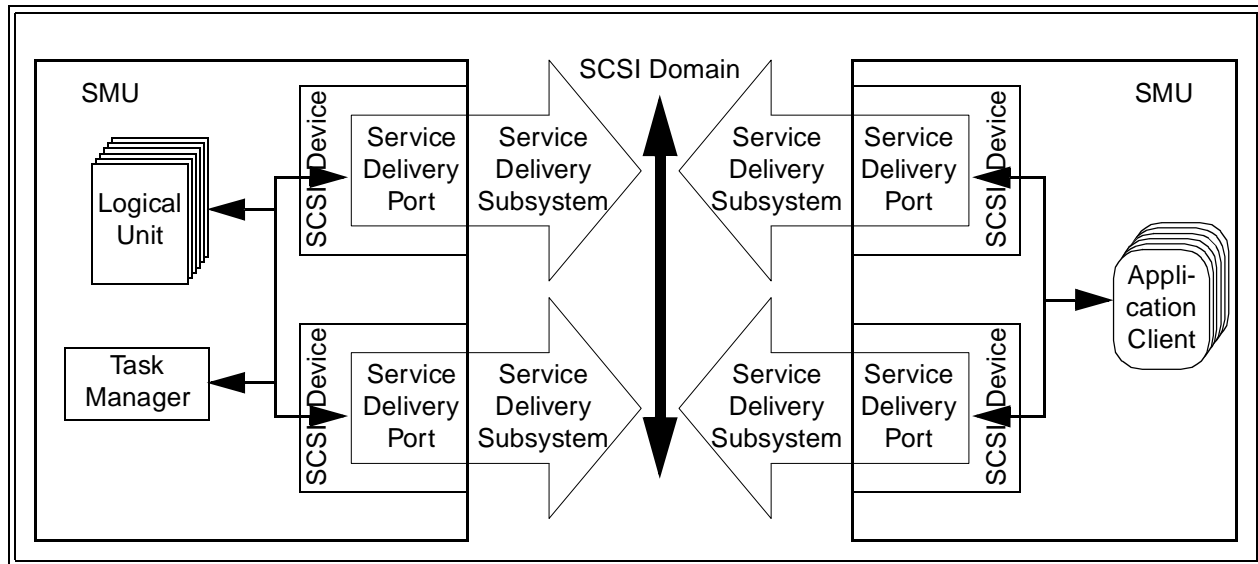 SCSI Domain
SMU
SCSI Device
Service
Delivery
Port
Service
Delivery
Subsystem
Logical
Unit
SCSI Device
Service
Delivery
Port
Service
Delivery
Subsystem
Task
Manager
SMU
Service
Delivery
Subsystem
Service
Delivery
Port
SCSI Device
Service
Delivery
Subsystem
Service
Delivery
Port
SCSI Device
Appli-
cation
Client